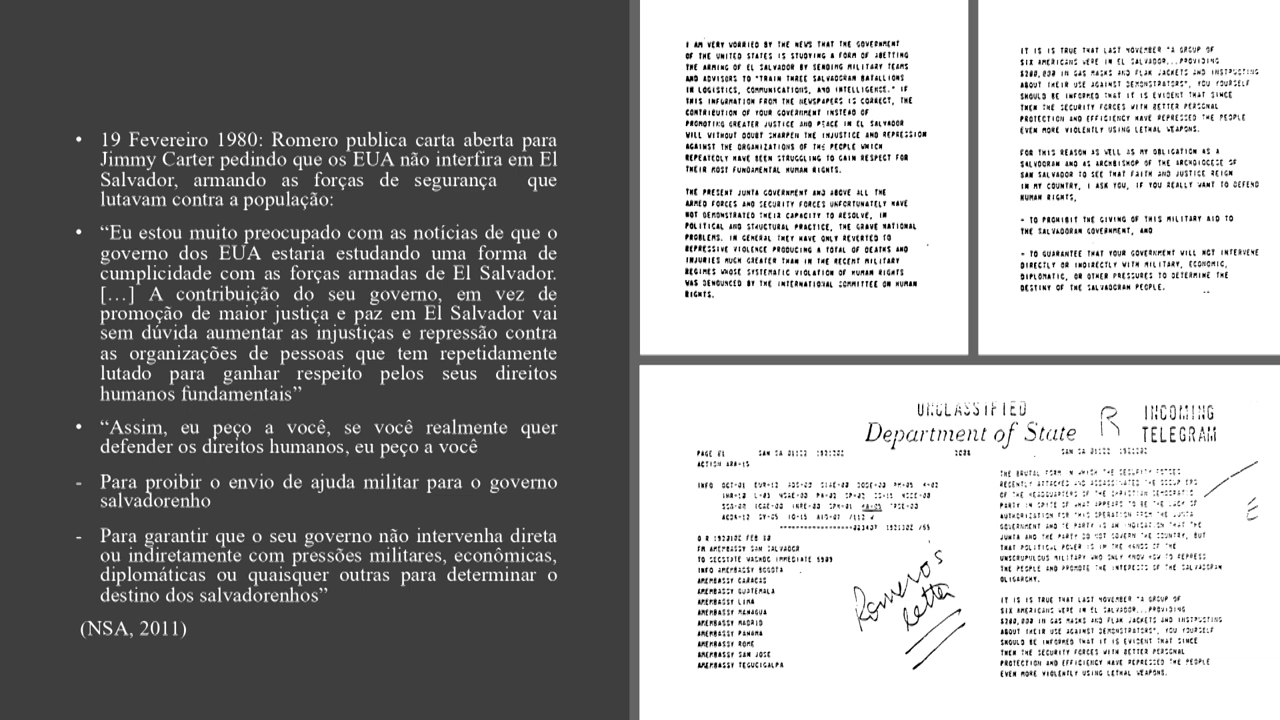 • 19 Fevereiro 1980: Romero publica carta aberta para
Jimmy Carter pedindo que os EUA não interfira em El
Salvador, armando as forças de segurança que
lutavam contra a população:
• “Eu estou muito preocupado com as notícias de que o
governo dos EUA estaria estudando uma forma de
cumplicidade com as forças armadas de El Salvador.
[…] A contribuição do seu governo, em vez de
promoção de maior justiça e paz em El Salvador vai
sem dúvida aumentar as injustiças e repressão contra
as organizações de pessoas que tem repetidamente
lutado para ganhar respeito pelos seus direitos
humanos fundamentais”
• “Assim, eu peço a você, se você realmente quer
defender os direitos humanos, eu peço a você
- Para proibir o envio de ajuda militar para o governo
salvadorenho
- Para garantir que o seu governo não intervenha direta
ou indiretamente com pressões militares, econômicas,
diplomáticas ou quaisquer outras para determinar o
destino dos salvadorenhos”
(NSA, 2011)
I AM VERY WORRIED BY THE NEWS THAT THE GOVERNMENT
OF THE UNITED STATES IS STUDYING A FORM OF ABETTING
THE ARMING OF EL SALVADOR BY SENDING MILITARY TEAMS
AND ADVISORS TO "TRAIN THREE SALVADORAN BATALLIONS
IN LOGISTICS, COMMUNICATIONS, AND INTELLIGENCE." IF
THIS INFORMATION FROM THE NEWSPAPERS IS CORRECT, THE
CONTRIBUTION OF YOUR GOVERNMENT INSTEAD OF
PROMOTING GREATER JUSTICE AND PEACE IN EL SALVADOR
WILL WITHOUT DOUBT SHARPEN THE INJUSTICE AND REPRESSION
AGAINST THE ORGANIZATIONS OF THE PEOPLE WHICH
REPEATEDLY HAVE BEEN STRUGGLING TO GAIN RESPECT FOR
THEIR MOST FUNDAMENTAL HUMAN RIGHTS.
THE PRESENT JUNTA GOVERNMENT AND ABOVE ALL THE
ARMED FORCES AND SECURITY FORCES UNFORTUNATELY HAVE
NOT DEMONSTRATED THEIR CAPACITY TO RESOLVE, IN
POLITICAL AND STRUCTURAL PRACTICE, THE GRAVE NATIONAL
PROBLEMS. IN GENERAL THEY HAVE ONLY REVERTED TO
REPRESSIVE VIOLENCE PRODUCING A TOTAL OF DEATHS AND
INJURIES MUCH GREATER THAN IN THE RECENT MILITARY
REGIMES WHOSE SYSTEMATIC VIOLATION OF HUMAN RIGHTS
WAS DENOUNCED BY THE INTERNATIONAL COMMITTEE ON HUMAN
RIGHTS.
IT IS IS TRUE THAT LAST NOVEMBER "A GROUP OF
SIX AMERICANS WERE IN EL SALVADOR...PROVIDING
$200,000 IN GAS MASKS AND FLAK JACKETS AND INSTRUCTING
ABOUT THEIR USE AGAINST DEMONSTRATORS", YOU YOURSELF
SHOULD BE INFORMED THAT IT IS EVIDENT THAT SINCE
THEN THE SECURITY FORCES WITH BETTER PERSONAL
PROTECTION AND EFFICIENCY HAVE REPRESSED THE PEOPLE
EVEN MORE VIOLENTLY USING LETHAL WEAPONS.
FOR THIS REASON AS WELL AS MY OBLIGATION AS A
SALVDORAN AND AS ARCHBISHOP OF THE ARCHDIOCESE OF
SAN SALVADOR TO SEE THAT FAITH AND JUSTICE REIGN
IN MY COUNTRY, I ASK YOU, IF YOU REALLY WANT TO DEFEND
HUMAN RIGHTS,
- TO PROHIBIT THE GIVING OF THIS MILITARY AID TO
THE SALVADORAN GOVERNMENT, AND
- TO GUARANTEE THAT YOUR GOVERNMENT WILL NOT INTERVENE
DIRECTLY OR INDIRECTLY WITH MILITARY, ECONOMIC,
DIPLOMATIC, OR OTHER PRESSURES TO DETERMINE THE
DESTINY OF THE SALVADORAN PEOPLE.
UNCLASSIFIED
Department of State
R
INCOMING
TELEGRAM
PAGE 01
ACTION ARA-15
O R 192020Z FEB 80
FM AMEMBASSY SAN SALVADOR
TO SECSTATE WASHDC IMMEDIATE
INFO AMEMBASSY BOGOTA
AMEMBASSY CARACAS
AMEMBASSY GUATEMALA
AMEMBASSY LIMA
AMEMBASSY MANAGUA
AMEMBASSY MADRID
AMEMBASSY PANAMA
AMEMBASSY ROME
AMEMBASSY SAN JOSE
AMEMBASSY TEGUCIGALPA
Romero's
letter
THE BRUTAL FORM IN WHICH THE SECURITY FORCES
RECENTLY ATTACKED AND ASSASSINATED THE OCCUPIERS
OF THE HEADQUARTERS OF THE CHRISTIAN DEMOCRATIC
PARTY IN SPITE OF WHAT APPEARS TO BE THE LACK OF
AUTHORIZATION FOR THIS OPERATION FROM THE JUNTA
GOVERNMENT AND THE PARTY IS AN INDICATION THAT THE
JUNTA AND THE PARTY DO NOT GOVERN THE COUNTRY, BUT
THAT POLITICAL POWER IS IN THE HANDS OF THE
UNSCRUPULOUS MILITARY WHO ONLY KNOW HOW TO REPRESS
THE PEOPLE AND PROMOTE THE INTERESTS OF THE SALVADORAN
OLIGARCHY.
IT IS IS TRUE THAT LAST NOVEMBER "A GROUP OF
SIX AMERICANS WERE IN EL SALVADOR...PROVIDING
$200,000 IN GAS MASKS AND FLAK JACKETS AND INSTRUCTING
ABOUT THEIR USE AGAINST DEMONSTRATORS", YOU YOURSELF
SHOULD BE INFORMED THAT IT IS EVIDENT THAT SINCE
THEN THE SECURITY FORCES WITH BETTER PERSONAL
PROTECTION AND EFFICIENCY HAVE REPRESSED THE PEOPLE
EVEN MORE VIOLENTLY USING LETHAL WEAPONS.